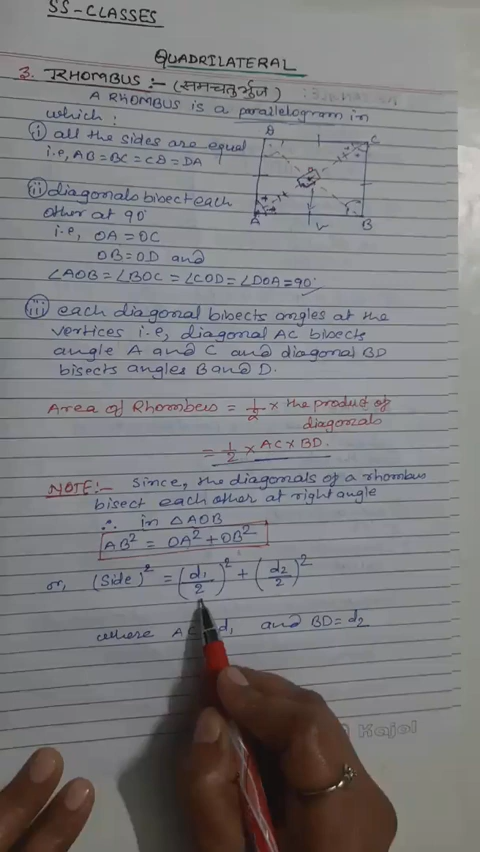 SS-CLASSES
QUADRILATERAL
3. RHOMBUS:- (समचतुर्भुज)
A RHOMBUS is a parallelogram in
which:
(i) all the sides are equal
i.e, AB = BC = CD = DA
D
C
O
A
B
(ii) diagonals bisect each
other at 90°
i.e, OA = OC
OB = OD and
∠AOB = ∠BOC = ∠COD = ∠DOA = 90°
(iii) each diagonal bisects angles at the
vertices i.e, diagonal AC bisects
angle A and C and diagonal BD
bisects angles B and D.
Area of Rhombus = 1/2 × the product of
diagonals
= 1/2 × AC × BD.
NOTE:- Since, the diagonals of a rhombus
bisect each other at right angle
∴ in △AOB
AB² = OA² + OB²
or, (Side)² = (d₁/2)² + (d₂/2)²
where AC d₁ and BD = d₂
Kajol